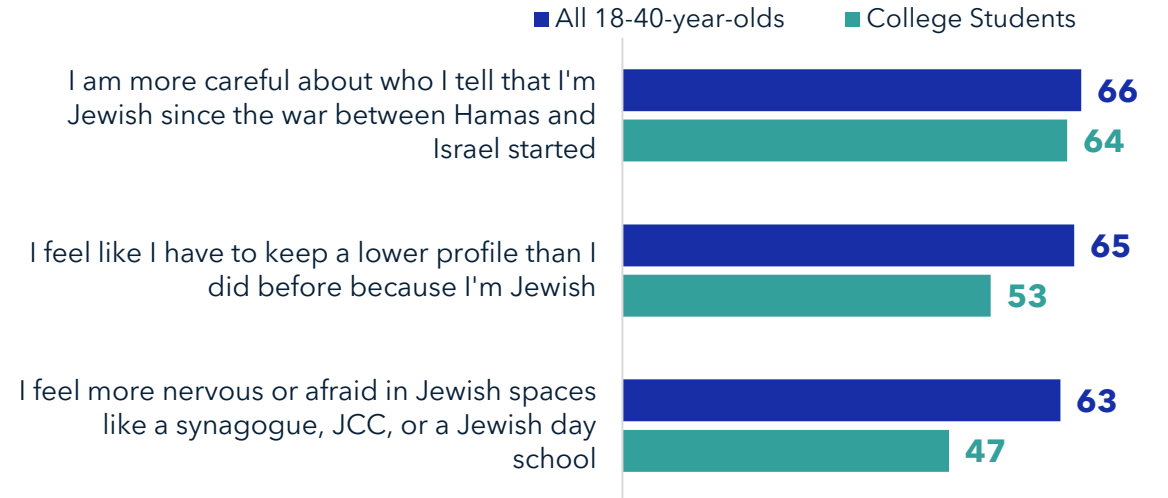 All 18-40-year-olds College Students
I am more careful about who I tell that I'm
Jewish since the war between Hamas and
Israel started
66
64
I feel like I have to keep a lower profile than I
did before because I'm Jewish
65
53
I feel more nervous or afraid in Jewish spaces
like a synagogue, JCC, or a Jewish day
school
63
47